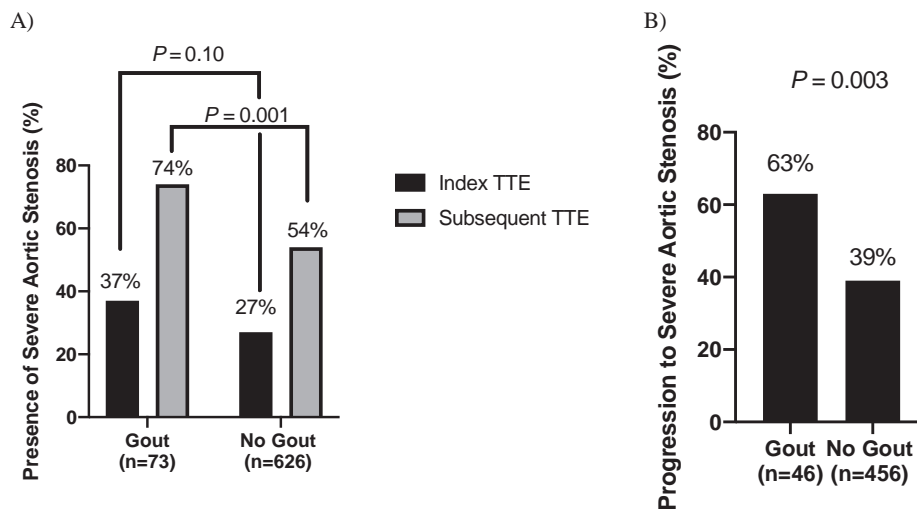 A)
P = 0.10
P = 0.001
Presence of Severe Aortic Stenosis (%)
80
60
40
20
0
37%
74%
27%
54%
Gout
(n=73)
No Gout
(n=626)
Index TTE
Subsequent TTE
B)
P = 0.003
Progression to Severe Aortic Stenosis (%)
80
60
40
20
0
63%
39%
Gout
(n=46)
No Gout
(n=456)